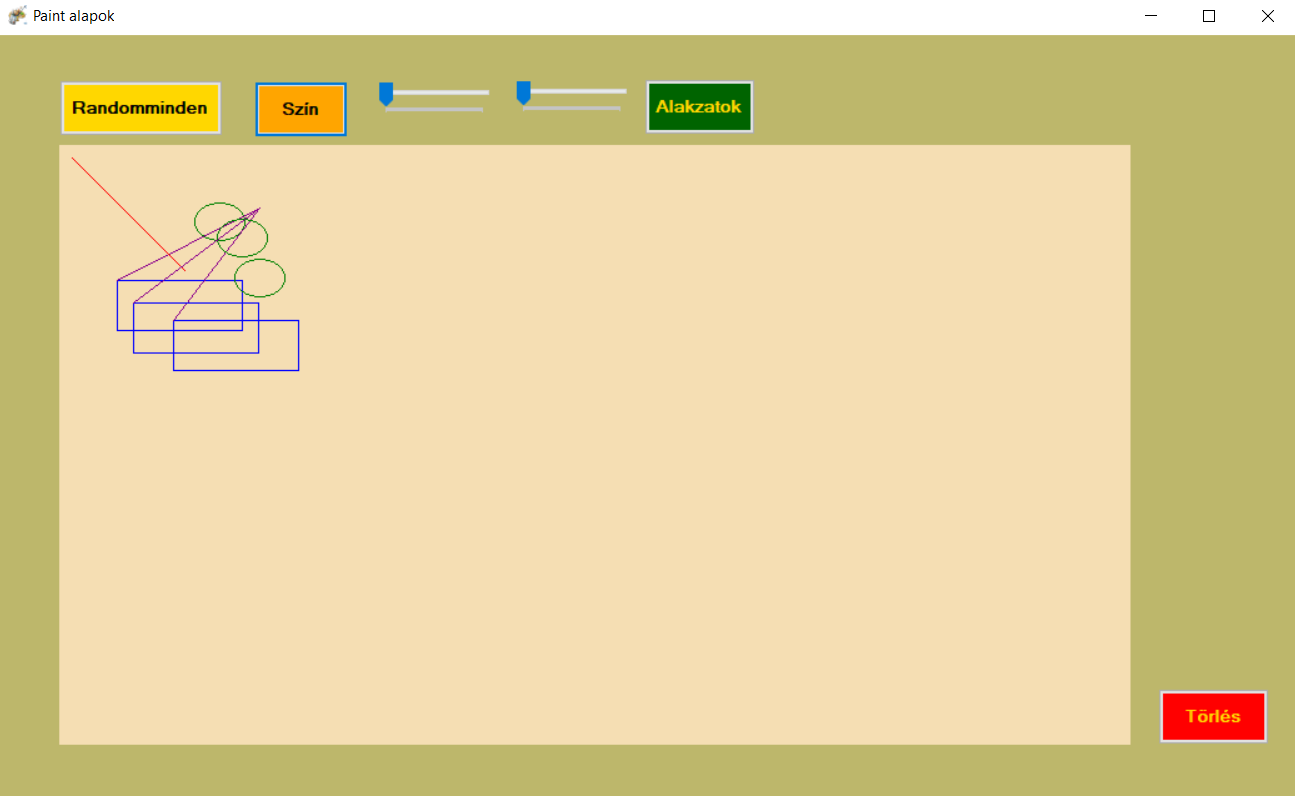 Paint alapok
Randomminden
Szín
Alakzatok
Törlés